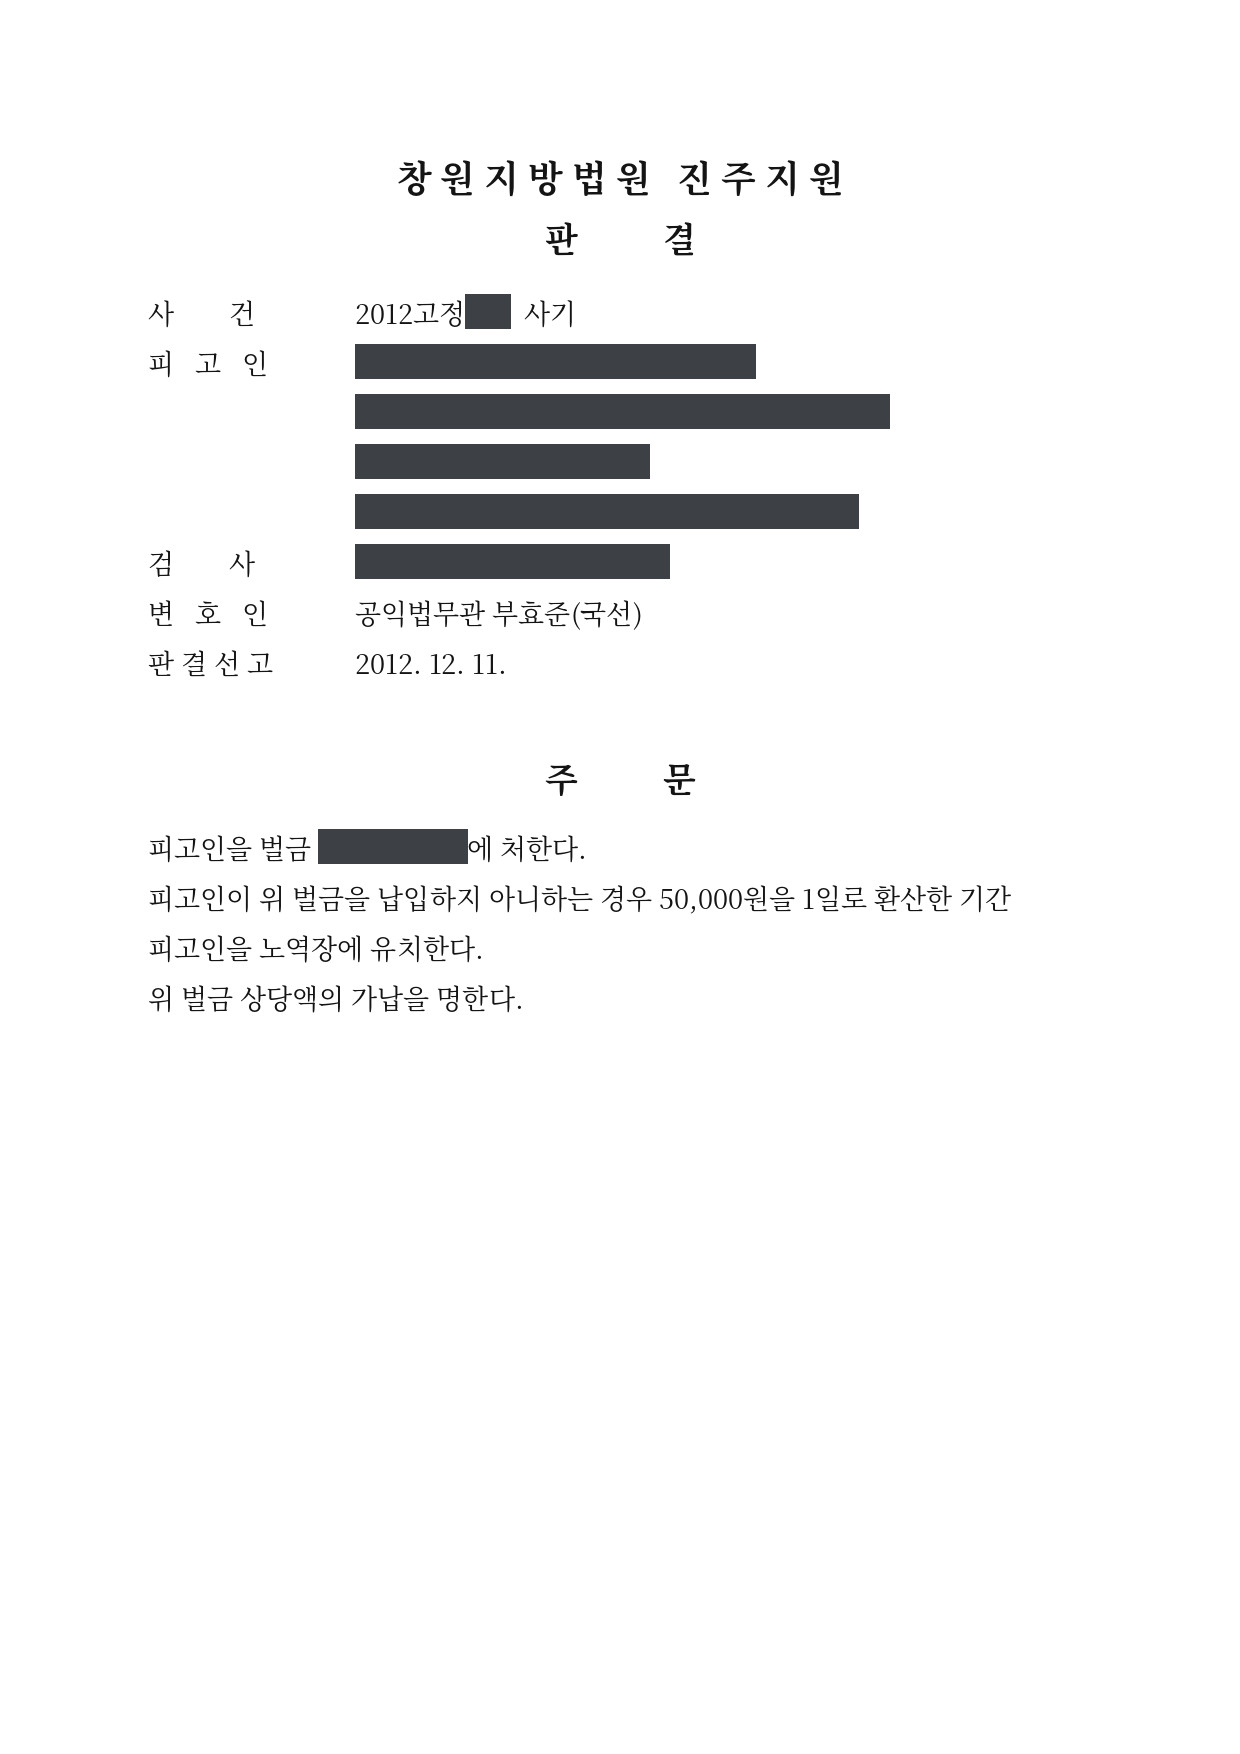 창원지방법원 진주지원
판 결
사 건 2012고정 사기
피 고 인
검 사
변 호 인 공익법무관 부효준(국선)
판결선고 2012. 12. 11.
주 문
피고인을 벌금 에 처한다.
피고인이 위 벌금을 납입하지 아니하는 경우 50,000원을 1일로 환산한 기간
피고인을 노역장에 유치한다.
위 벌금 상당액의 가납을 명한다.